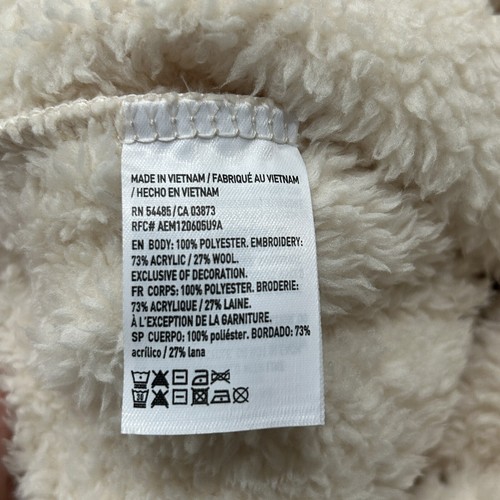 MADE IN VIETNAM / FABRIQUÉ AU VIETNAM
/ HECHO EN VIETNAM
RN 54485 / CA 03873
RFC# AEM120605U9A
EN BODY: 100% POLYESTER. EMBROIDERY:
73% ACRYLIC / 27% WOOL.
EXCLUSIVE OF DECORATION.
FR CORPS: 100% POLYESTER. BRODERIE:
73% ACRYLIQUE / 27% LAINE.
À L'EXCEPTION DE LA GARNITURE.
SP CUERPO: 100% poliéster. BORDADO: 73%
acrílico / 27% lana